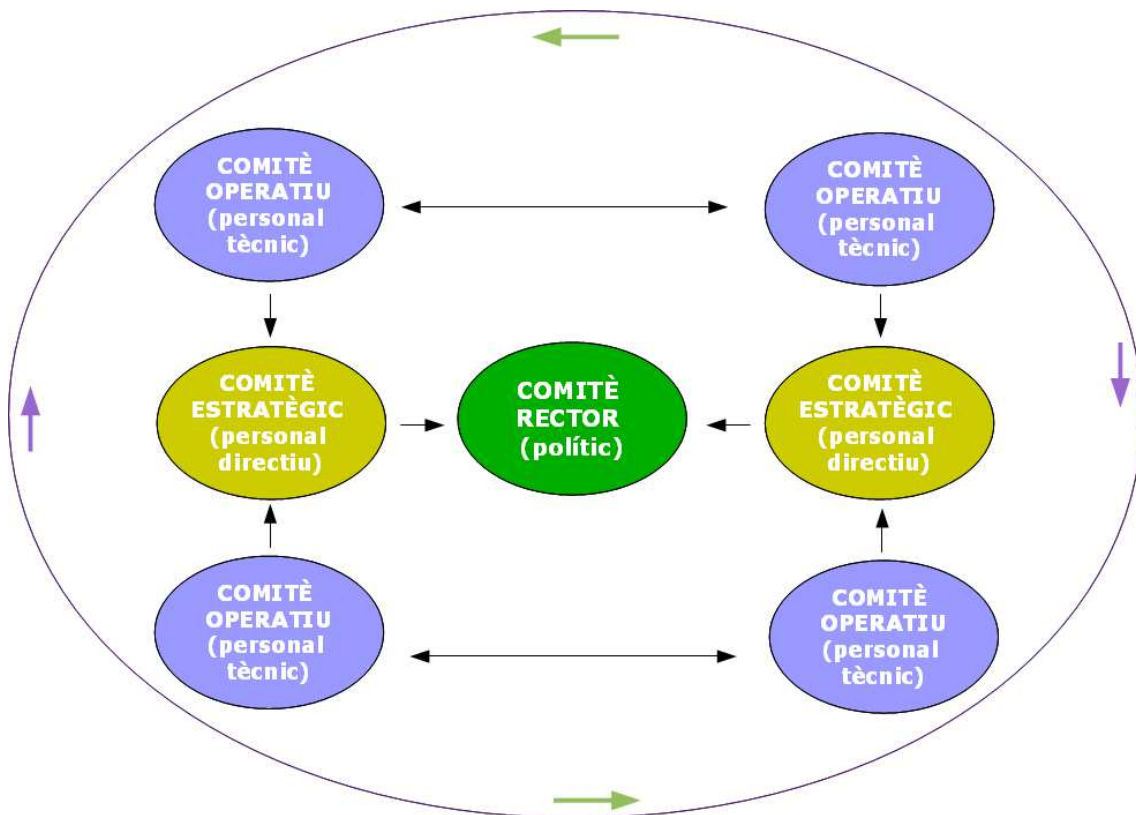 COMITÈ
OPERATIU
(personal
tècnic)
COMITÈ
OPERATIU
(personal
tècnic)
COMITÈ
ESTRATÈGIC
(personal
directiu)
COMITÈ
RECTOR
(polític)
COMITÈ
ESTRATÈGIC
(personal
directiu)
COMITÈ
OPERATIU
(personal
tècnic)
COMITÈ
OPERATIU
(personal
tècnic)